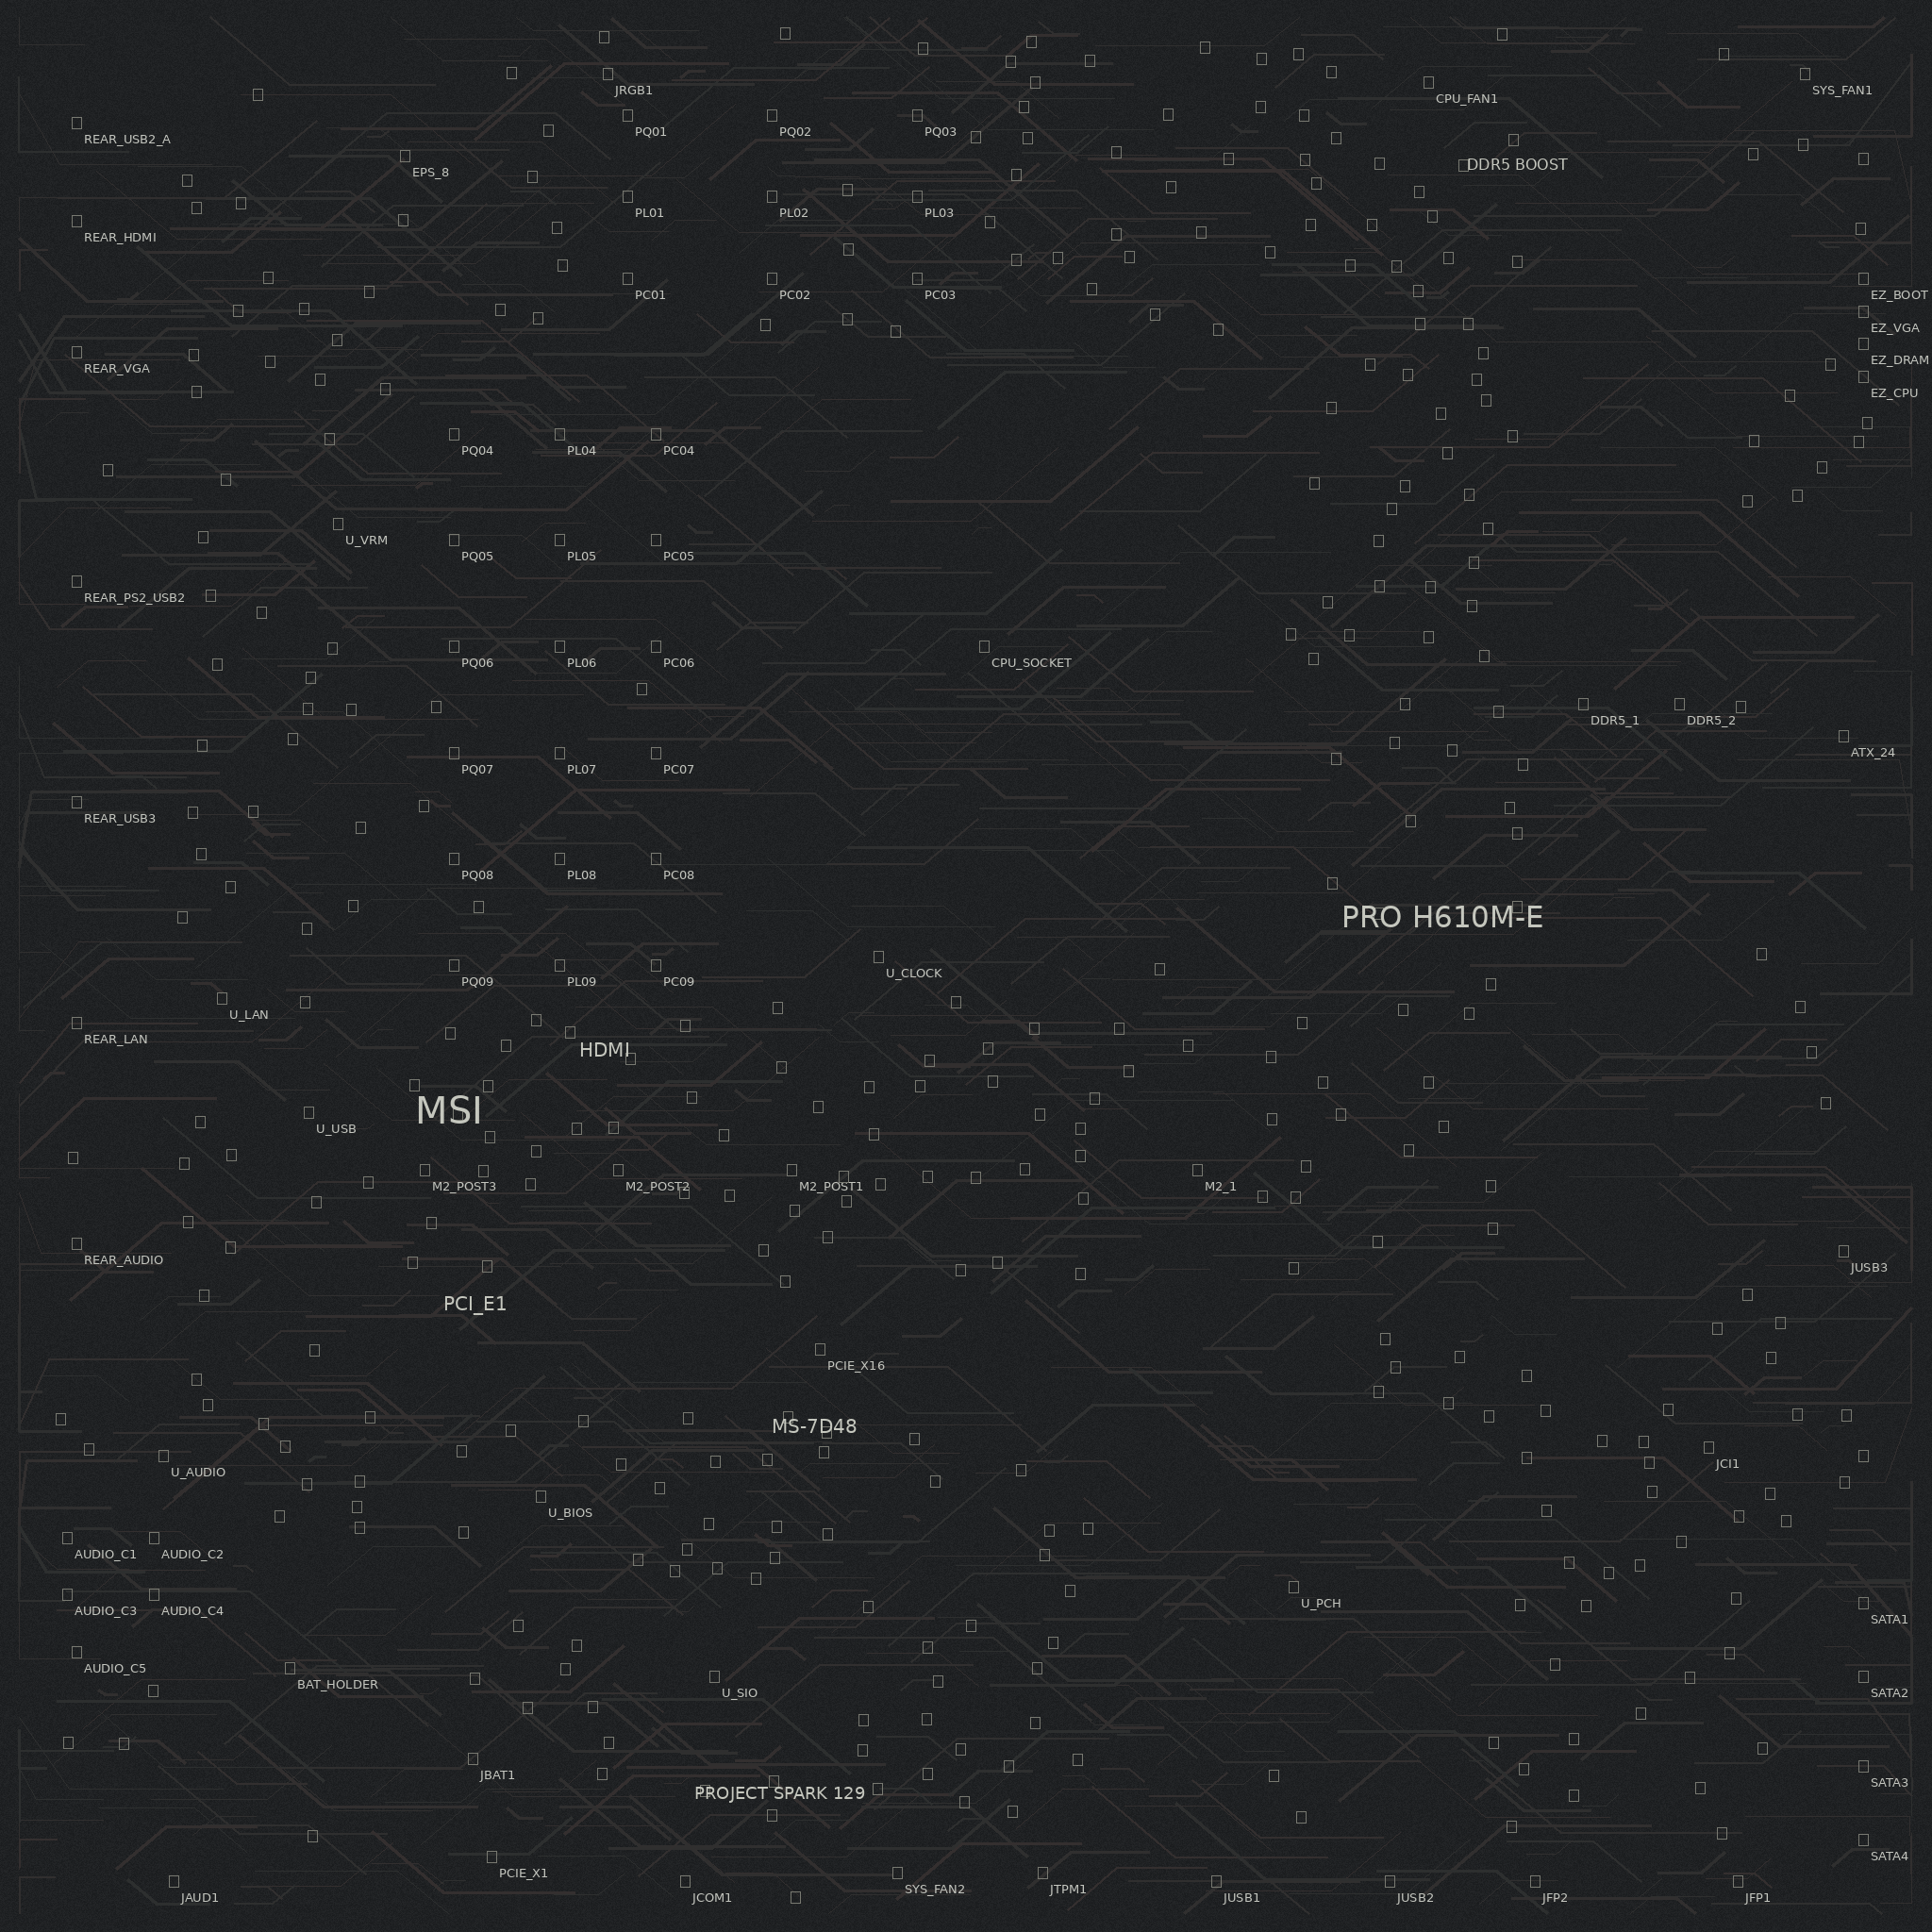 JRGB1
CPU_FAN1
SYS_FAN1
REAR_USB2_A
PQ01
PQ02
PQ03
EPS_8
DDR5 BOOST
PL01
PL02
PL03
REAR_HDMI
PC01
PC02
PC03
EZ_BOOT
EZ_VGA
EZ_DRAM
REAR_VGA
EZ_CPU
PQ04
PL04
PC04
U_VRM
PQ05
PL05
PC05
REAR_PS2_USB2
PQ06
PL06
PC06
CPU_SOCKET
DDR5_1
DDR5_2
ATX_24
PQ07
PL07
PC07
REAR_USB3
PQ08
PL08
PC08
PRO H610M-E
U_CLOCK
PQ09
PL09
PC09
U_LAN
REAR_LAN
HDMI
MSI
U_USB
M2_POST3
M2_POST2
M2_POST1
M2_1
REAR_AUDIO
JUSB3
PCI_E1
PCIE_X16
MS-7D48
JCI1
U_AUDIO
U_BIOS
AUDIO_C1
AUDIO_C2
U_PCH
AUDIO_C3
AUDIO_C4
SATA1
AUDIO_C5
BAT_HOLDER
U_SIO
SATA2
JBAT1
SATA3
PROJECT SPARK 129
SATA4
PCIE_X1
SYS_FAN2
JTPM1
JAUD1
JCOM1
JUSB1
JUSB2
JFP2
JFP1